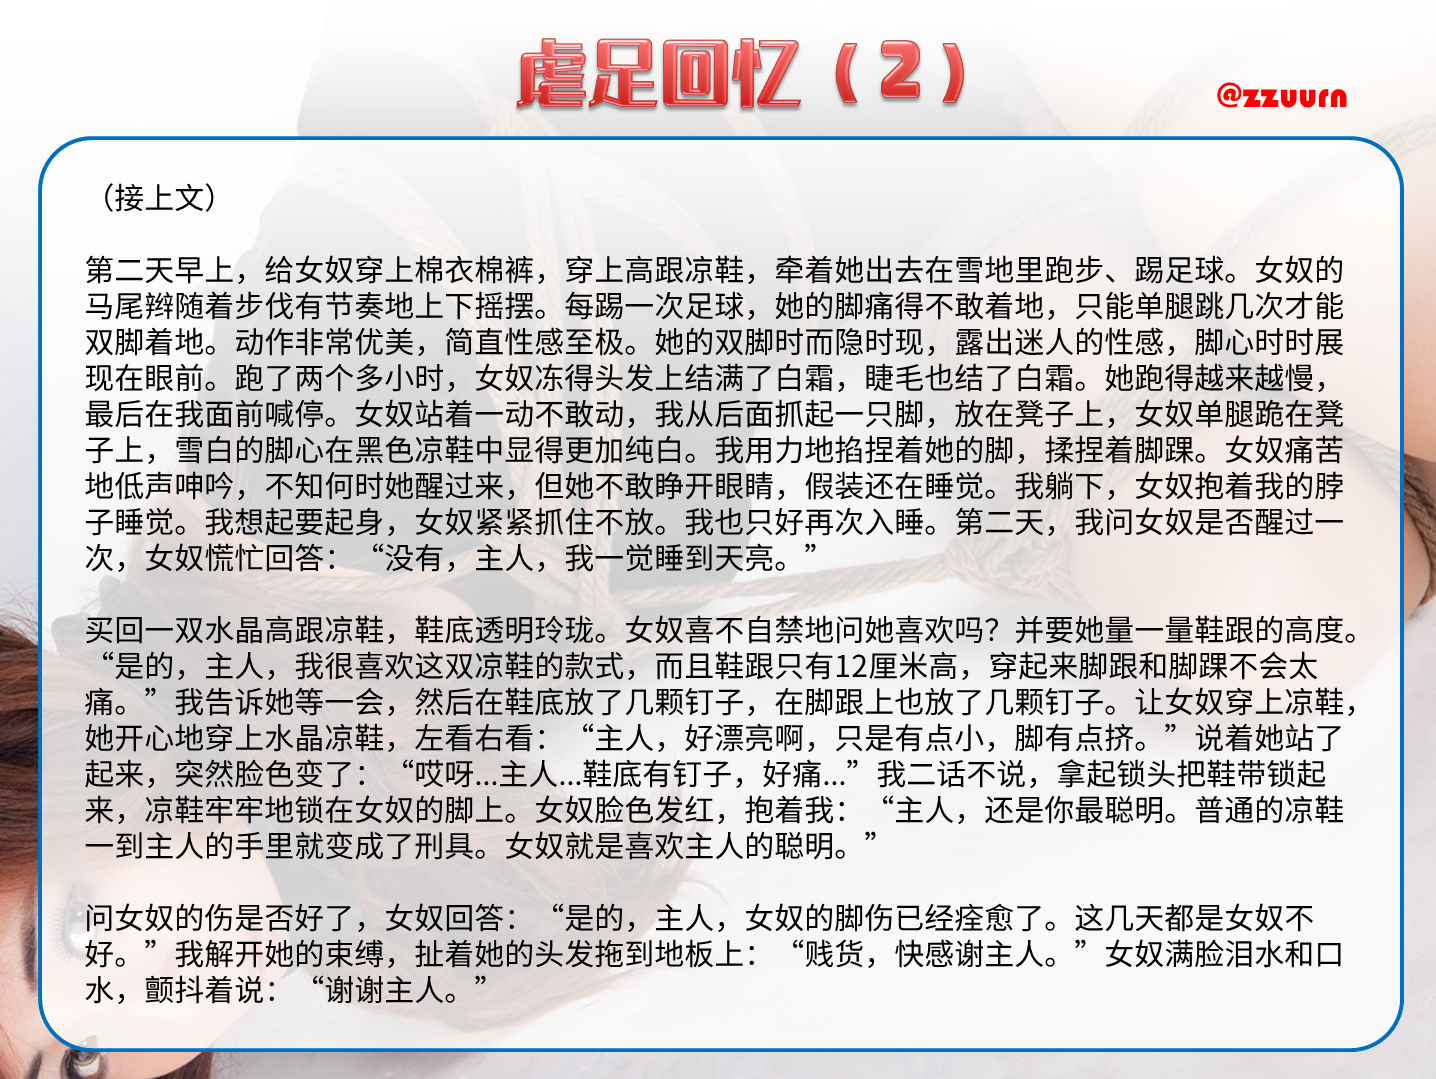 虐足回忆（2）
@zzuurn
（接上文）
第二天早上，给女奴穿上棉衣棉裤，穿上高跟凉鞋，牵着她出去在雪地里跑步、踢足球。女奴的
马尾辫随着步伐有节奏地上下摇摆。每踢一次足球，她的脚痛得不敢着地，只能单腿跳几次才能
双脚着地。动作非常优美，简直性感至极。她的双脚时而隐时现，露出迷人的性感，脚心时时展
现在眼前。跑了两个多小时，女奴冻得头发上结满了白霜，睫毛也结了白霜。她跑得越来越慢，
最后在我面前喊停。女奴站着一动不敢动，我从后面抓起一只脚，放在凳子上，女奴单腿跪在凳
子上，雪白的脚心在黑色凉鞋中显得更加纯白。我用力地掐捏着她的脚，揉捏着脚踝。女奴痛苦
地低声呻吟，不知何时她醒过来，但她不敢睁开眼睛，假装还在睡觉。我躺下，女奴抱着我的脖
子睡觉。我想起要起身，女奴紧紧抓住不放。我也只好再次入睡。第二天，我问女奴是否醒过一
次，女奴慌忙回答：“没有，主人，我一觉睡到天亮。”
买回一双水晶高跟凉鞋，鞋底透明玲珑。女奴喜不自禁地问她喜欢吗？并要她量一量鞋跟的高度。
“是的，主人，我很喜欢这双凉鞋的款式，而且鞋跟只有12厘米高，穿起来脚跟和脚踝不会太
痛。”我告诉她等一会，然后在鞋底放了几颗钉子，在脚跟上也放了几颗钉子。让女奴穿上凉鞋，
她开心地穿上水晶凉鞋，左看右看：“主人，好漂亮啊，只是有点小，脚有点挤。”说着她站了
起来，突然脸色变了：“哎呀...主人...鞋底有钉子，好痛...”我二话不说，拿起锁头把鞋带锁起
来，凉鞋牢牢地锁在女奴的脚上。女奴脸色发红，抱着我：“主人，还是你最聪明。普通的凉鞋
一到主人的手里就变成了刑具。女奴就是喜欢主人的聪明。”
问女奴的伤是否好了，女奴回答：“是的，主人，女奴的脚伤已经痊愈了。这几天都是女奴不
好。”我解开她的束缚，扯着她的头发拖到地板上：“贱货，快感谢主人。”女奴满脸泪水和口
水，颤抖着说：“谢谢主人。”